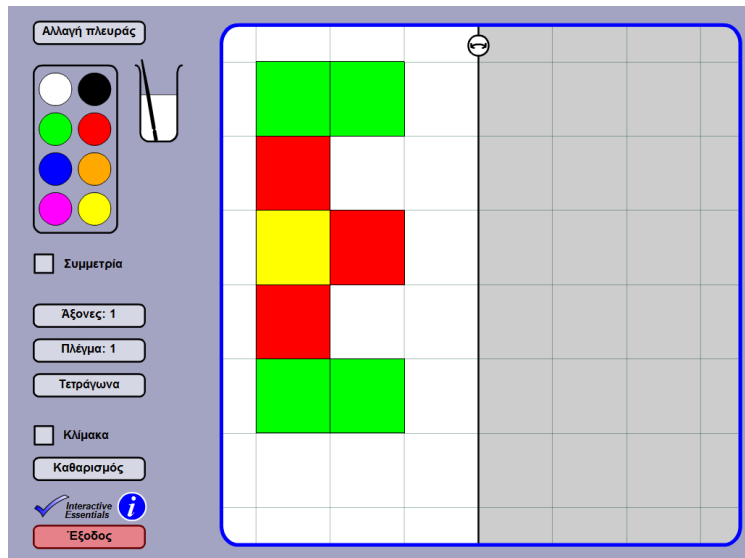 Αλλαγή πλευράς
Συμμετρία
Άξονες: 1
Πλέγμα: 1
Τετράγωνα
Κλίμακα
Καθαρισμός
Interactive
Essentials
i
Έξοδος